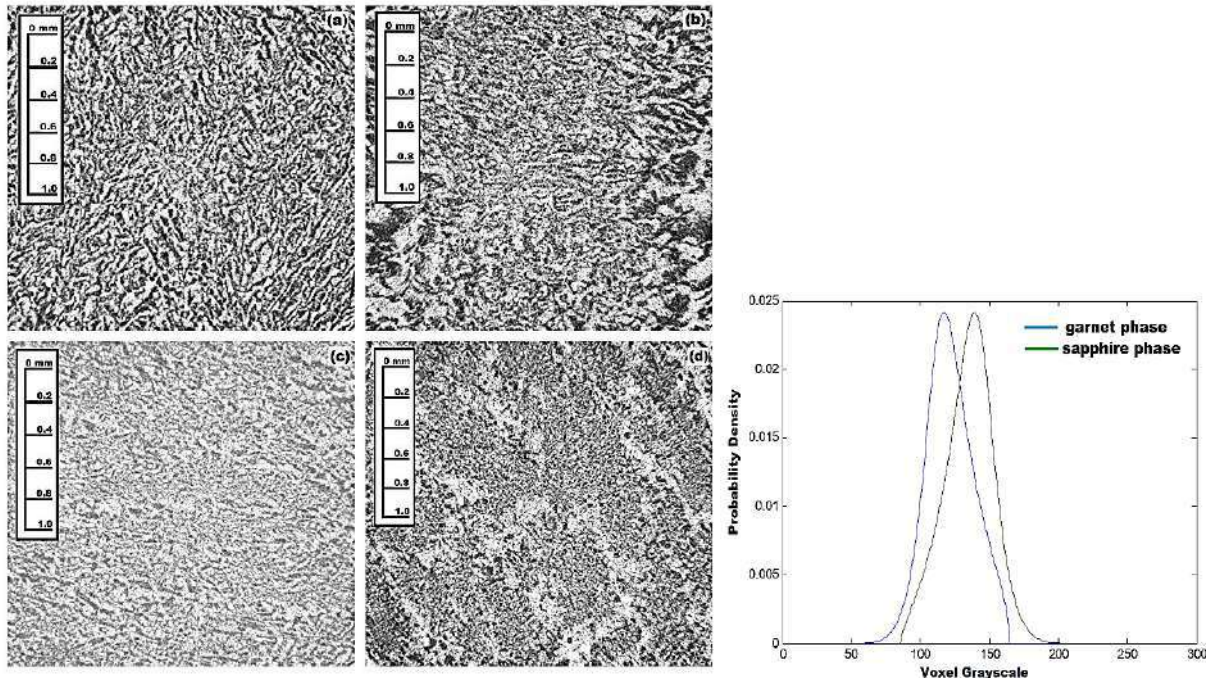 (a)
0 mm
0.2
0.4
0.6
0.8
1.0
(b)
0 mm
0.2
0.4
0.6
0.8
1.0
(c)
0 mm
0.2
0.4
0.6
0.8
1.0
(d)
0 mm
0.2
0.4
0.6
0.8
1.0
0.025
0.02
0.015
0.01
0.005
0
garnet phase
sapphire phase
Probability Density
0 50 100 150 200 250 300
Voxel Grayscale